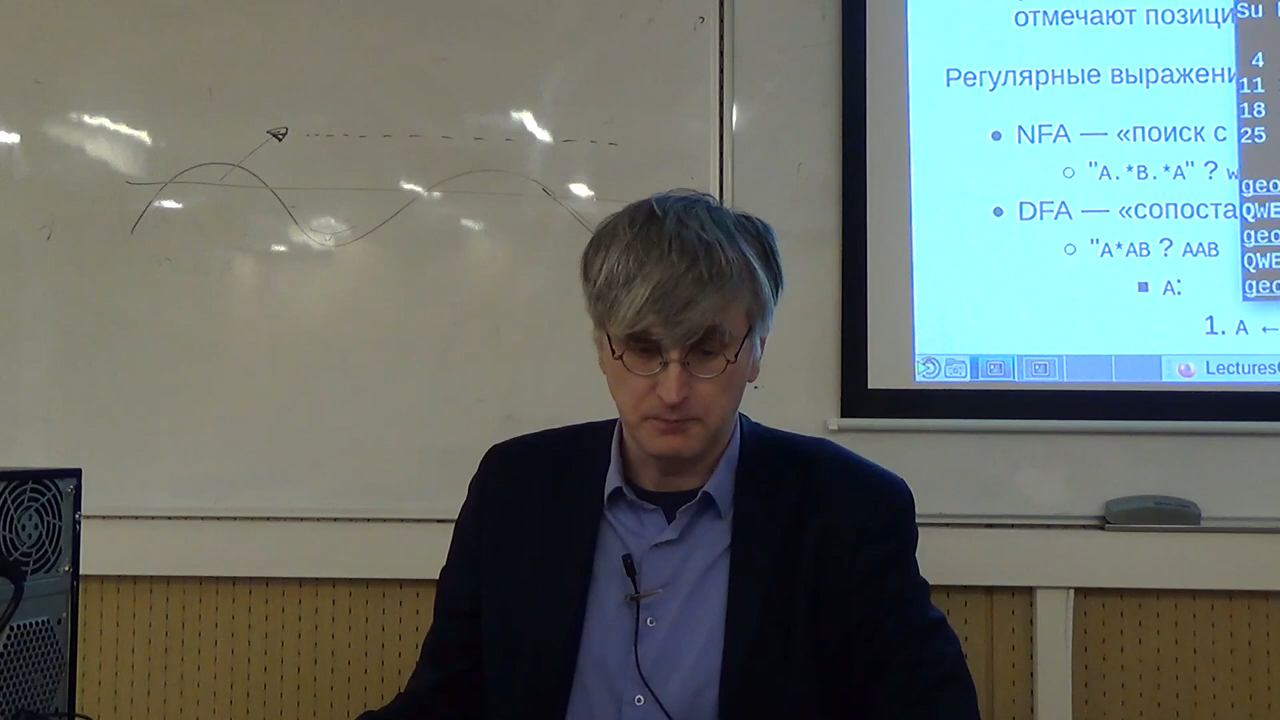 отмечают позици
Регулярные выражени
NFA — «поиск с
"A.*B.*A" ? w
DFA — «сопоста
"A*AB ? AAB
A:
1. A ←
Lectures
Su
4
11
18
25
geo
QWE
geo
QWE
geo